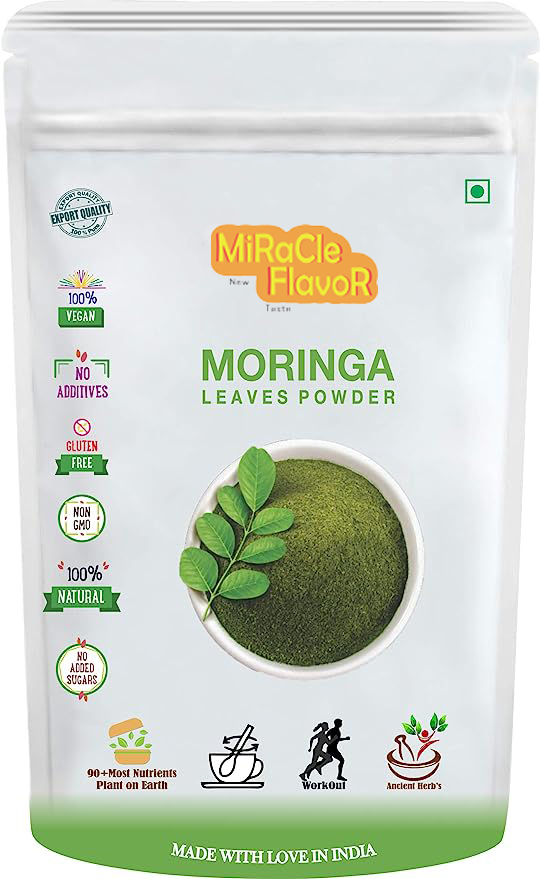 EXPORT QUALITY
EXPORT QUALITY
100% Pure
MiRaCle
New
FlavoR
Taste
100%
VEGAN
MORINGA
LEAVES POWDER
NO
ADDITIVES
GLUTEN
FREE
NON
GMO
100%
NATURAL
NO
ADDED
SUGARS
90+Most Nutrients
Plant on Earth
WorkOut
Ancient Herb's
MADE WITH LOVE IN INDIA